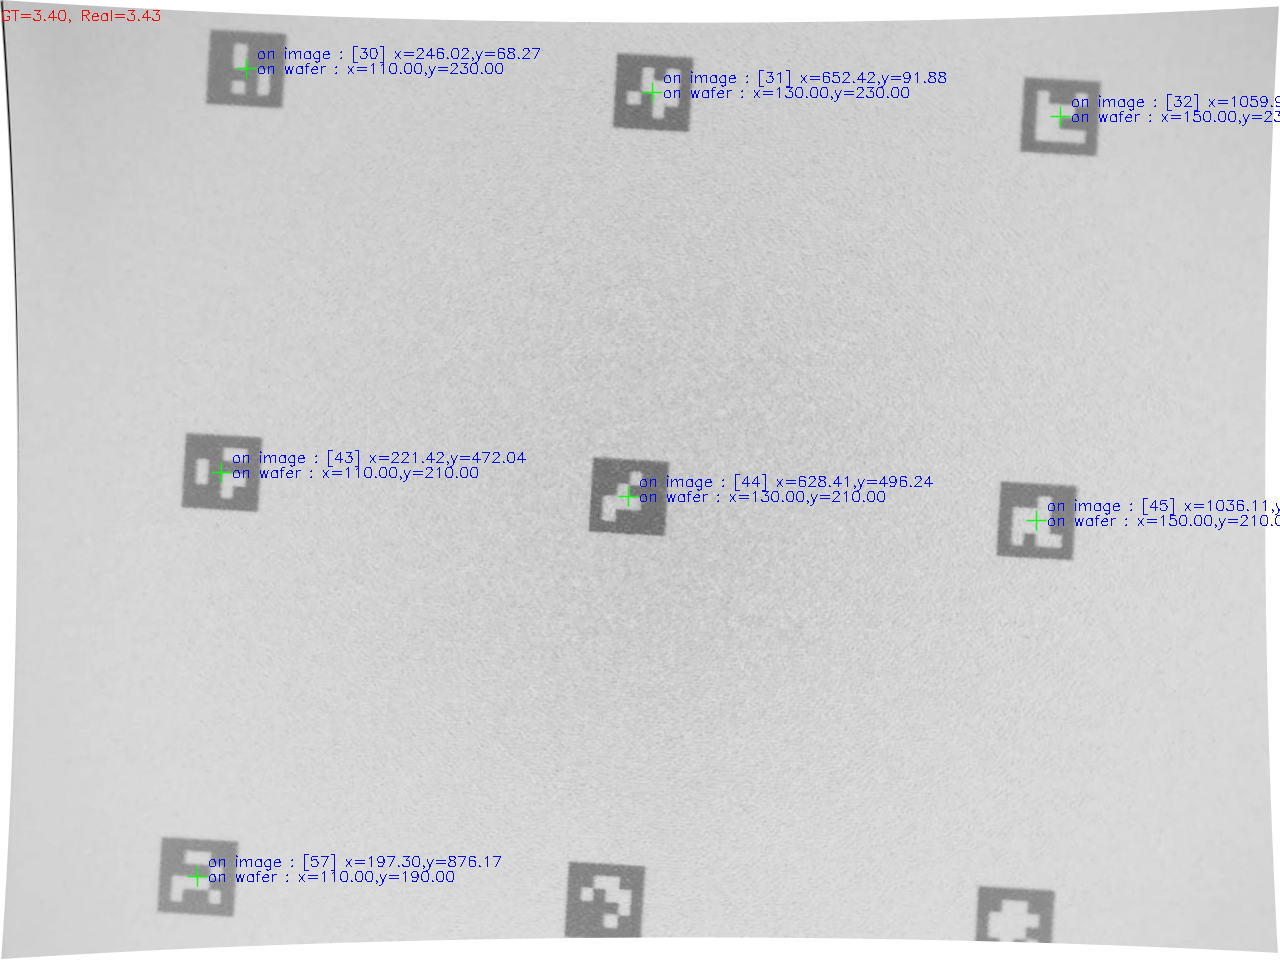 GT=3.40, Real=3.43
on image : [30] x=246.02,y=68.27
on wafer : x=110.00,y=230.00
on image : [31] x=652.42,y=91.88
on wafer : x=130.00,y=230.00
on image : [32] x=1059.9
on wafer : x=150.00,y=23
on image : [43] x=221.42,y=472.04
on wafer : x=110.00,y=210.00
on image : [44] x=628.41,y=496.24
on wafer : x=130.00,y=210.00
on image : [45] x=1036.11,y
on wafer : x=150.00,y=210.0
on image : [57] x=197.30,y=876.17
on wafer : x=110.00,y=190.00